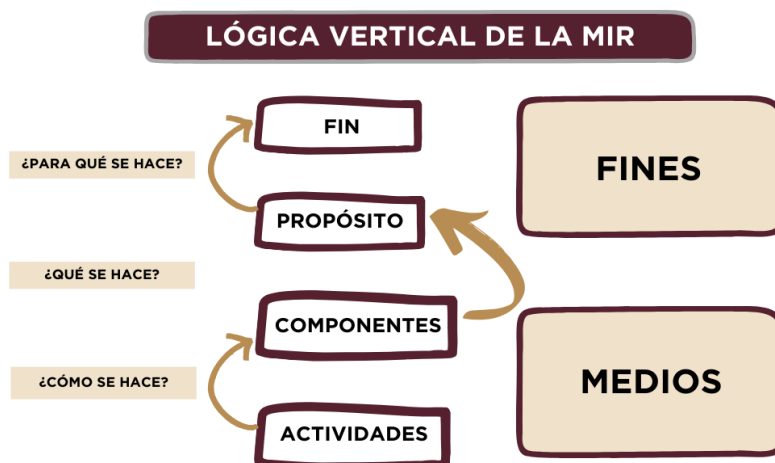 LÓGICA VERTICAL DE LA MIR
FIN
¿PARA QUÉ SE HACE?
FINES
PROPÓSITO
¿QUÉ SE HACE?
COMPONENTES
¿CÓMO SE HACE?
MEDIOS
ACTIVIDADES